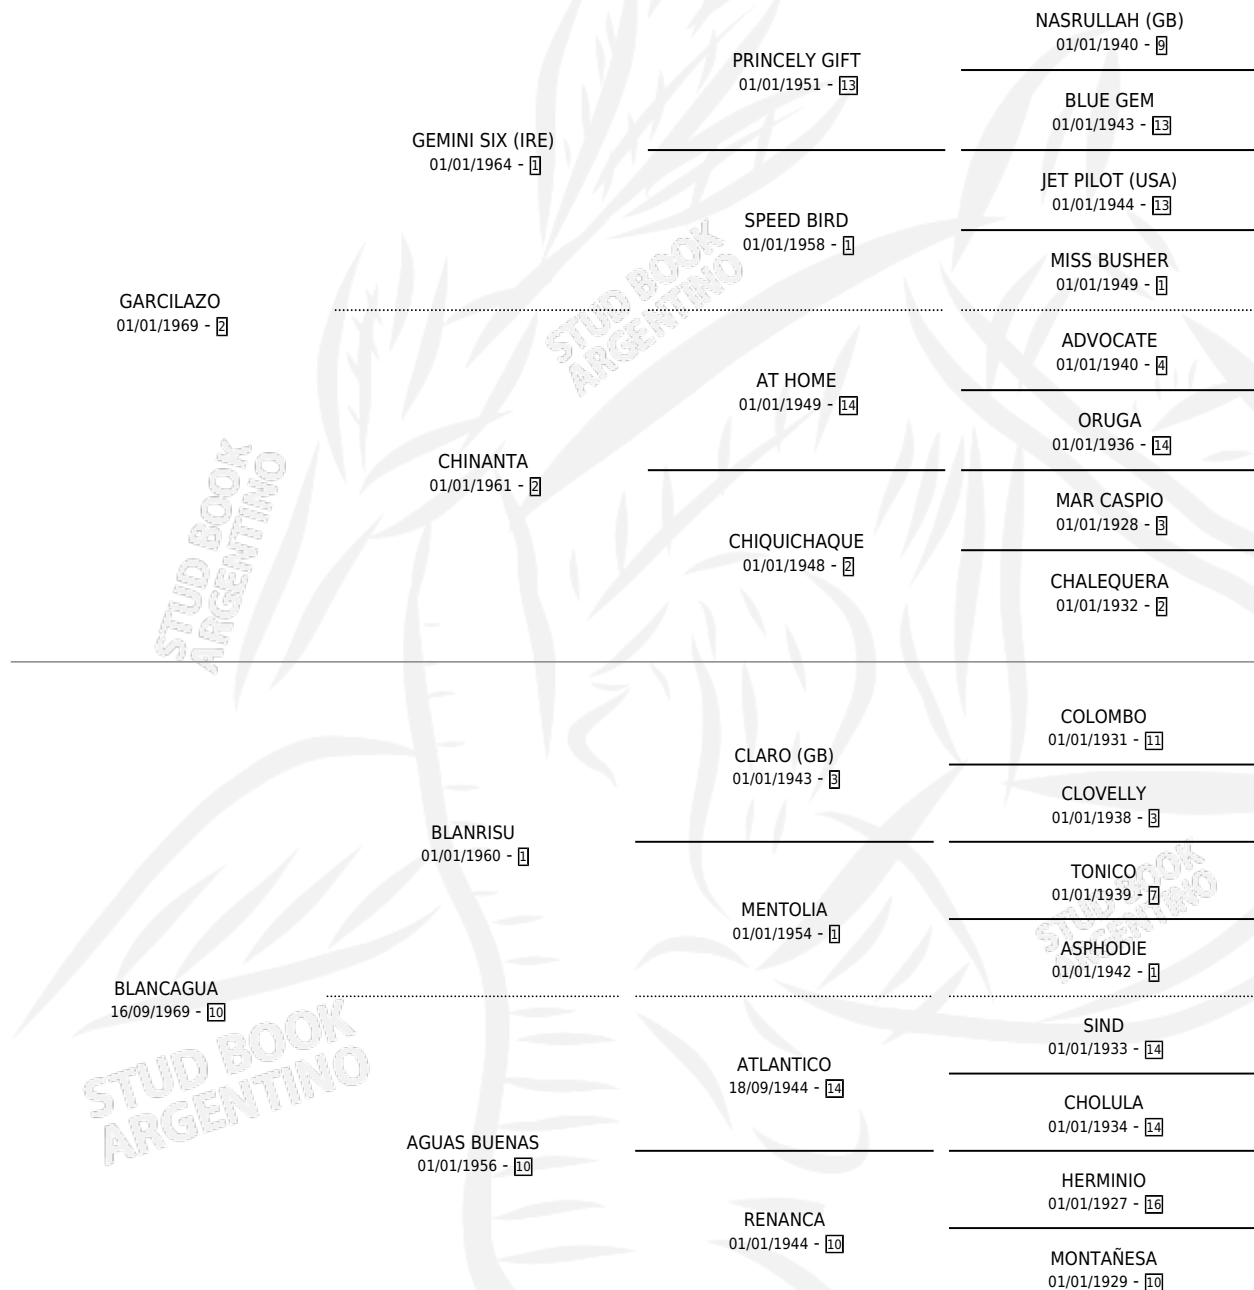 NASRULLAH (GB)
01/01/1940 - 9
PRINCELY GIFT
01/01/1951 - 13
BLUE GEM
01/01/1943 - 13
GEMINI SIX (IRE)
01/01/1964 - 1
JET PILOT (USA)
01/01/1944 - 13
SPEED BIRD
01/01/1958 - 1
MISS BUSHER
01/01/1949 - 1
GARCILAZO
01/01/1969 - 2
STUD BOOK
ARGENTINO
ADVOCATE
01/01/1940 - 4
AT HOME
01/01/1949 - 14
ORUGA
01/01/1936 - 14
CHINANTA
01/01/1961 - 2
MAR CASPIO
01/01/1928 - 3
CHIQUICHAQUE
01/01/1948 - 2
CHALEQUERA
01/01/1932 - 2
STUD BOOK
ARGENTINO
COLOMBO
01/01/1931 - 11
CLARO (GB)
01/01/1943 - 3
CLOVELLY
01/01/1938 - 3
BLANRISU
01/01/1960 - 1
TONICO
01/01/1939 - 7
MENTOLIA
01/01/1954 - 1
ASPHODIE
01/01/1942 - 1
STUD BOOK
ARGENTINO
BLANCAGUA
16/09/1969 - 10
SIND
01/01/1933 - 14
ATLANTICO
18/09/1944 - 14
CHOLULA
01/01/1934 - 14
STUD BOOK
ARGENTINO
AGUAS BUENAS
01/01/1956 - 10
HERMINIO
01/01/1927 - 16
RENANCA
01/01/1944 - 10
MONTAÑESA
01/01/1929 - 10